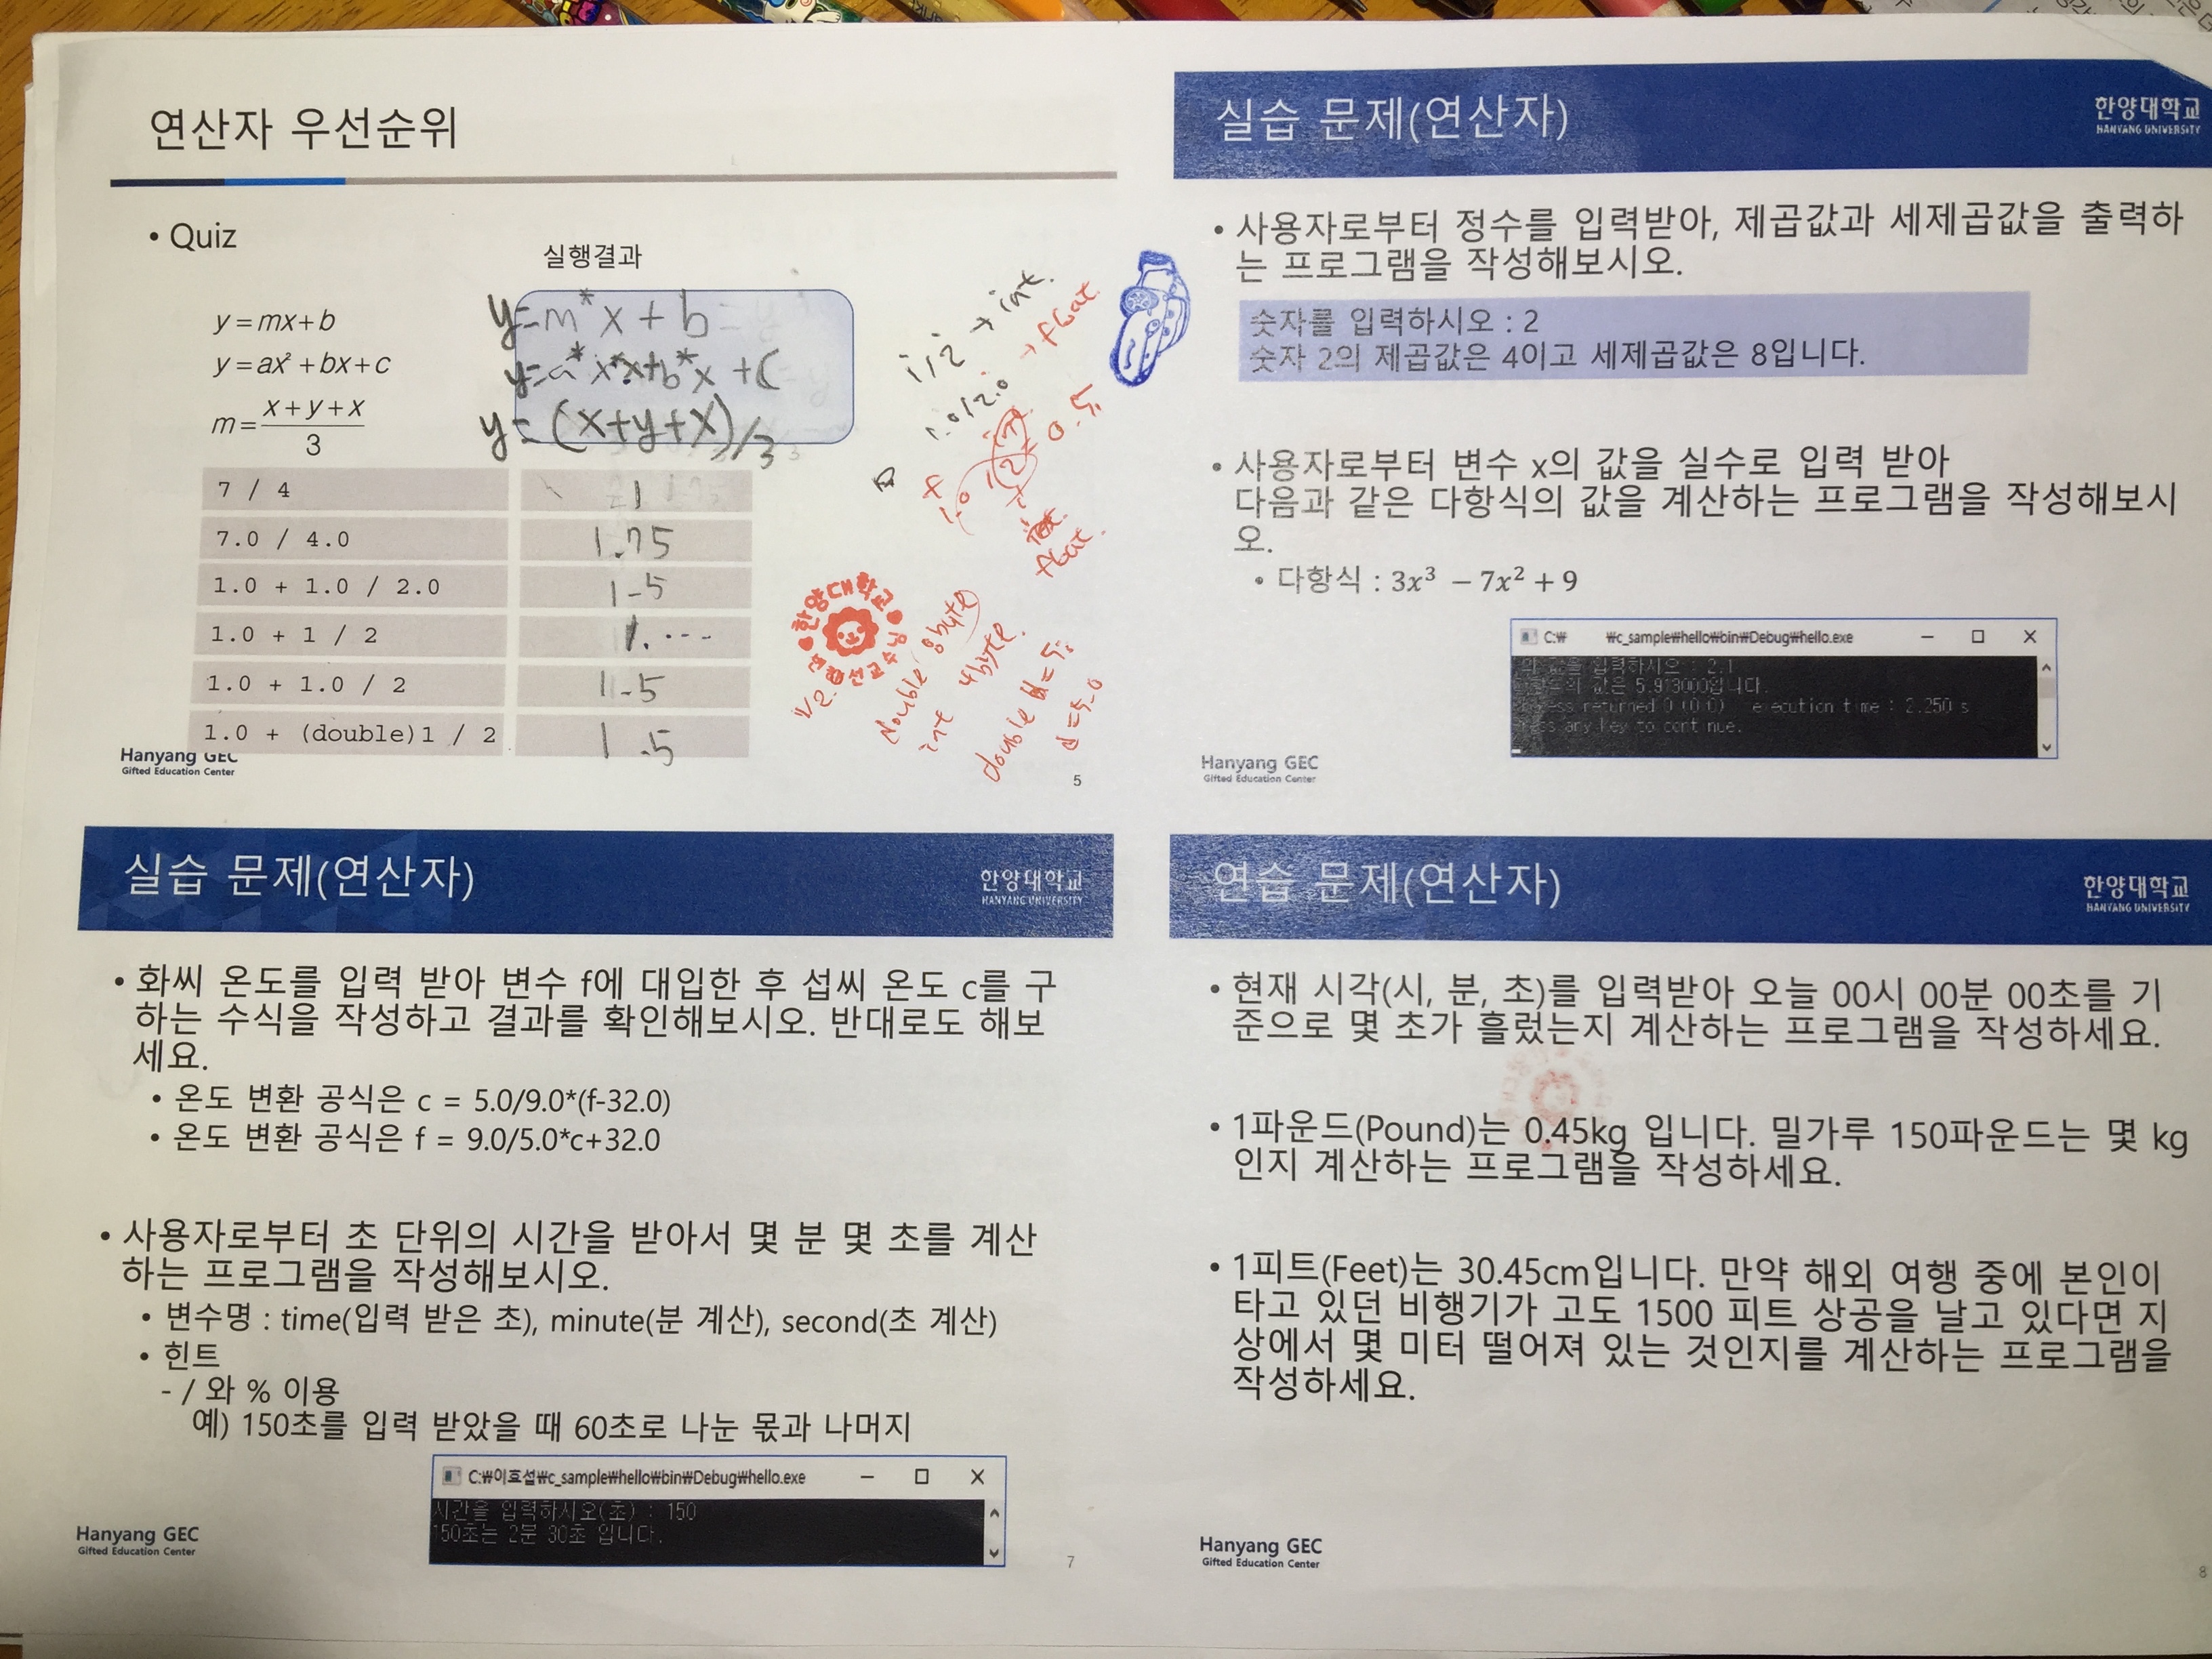 연산자 우선순위
• Quiz
실행결과
y = mx + b
y = ax² + bx + c
m = (x + y + x) / 3
y=m*x+b
y=a*x*x+b*x+c
y=(x+y+x)/3
7 / 4 1
7.0 / 4.0 1.75
1.0 + 1.0 / 2.0 1-5
1.0 + 1 / 2 1.---
1.0 + 1.0 / 2 1-5
1.0 + (double)1 / 2 1.5
1/2 → int.
→ float.
1.0/2.0
= 0.5
float.
한양대학교
double 8byte
int 4byte.
double
Hanyang GEC
Gifted Education Center
5
실습 문제(연산자)
한양대학교
HANYANG UNIVERSITY
• 사용자로부터 정수를 입력받아, 제곱값과 세제곱값을 출력하
는 프로그램을 작성해보시오.
숫자를 입력하시오 : 2
숫자 2의 제곱값은 4이고 세제곱값은 8입니다.
• 사용자로부터 변수 x의 값을 실수로 입력 받아
다음과 같은 다항식의 값을 계산하는 프로그램을 작성해보시
오.
• 다항식 : 3x³ − 7x² + 9
C:₩ ₩c_sample₩hello₩bin₩Debug₩hello.exe
값을 입력하시오 : 2.1
값은 5.913000입니다.
returned 0 (0x0) execution time : 2.250 s
any key to continue.
Hanyang GEC
Gifted Education Center
실습 문제(연산자)
한양대학교
HANYANG UNIVERSITY
• 화씨 온도를 입력 받아 변수 f에 대입한 후 섭씨 온도 c를 구
하는 수식을 작성하고 결과를 확인해보시오. 반대로도 해보
세요.
• 온도 변환 공식은 c = 5.0/9.0*(f-32.0)
• 온도 변환 공식은 f = 9.0/5.0*c+32.0
• 사용자로부터 초 단위의 시간을 받아서 몇 분 몇 초를 계산
하는 프로그램을 작성해보시오.
• 변수명 : time(입력 받은 초), minute(분 계산), second(초 계산)
• 힌트
- / 와 % 이용
예) 150초를 입력 받았을 때 60초로 나눈 몫과 나머지
C:₩이효설₩c_sample₩hello₩bin₩Debug₩hello.exe
시간을 입력하시오(초) : 150
150초는 2분 30초 입니다.
Hanyang GEC
Gifted Education Center
7
연습 문제(연산자)
한양대학교
HANYANG UNIVERSITY
• 현재 시각(시, 분, 초)를 입력받아 오늘 00시 00분 00초를 기
준으로 몇 초가 흘렀는지 계산하는 프로그램을 작성하세요.
• 1파운드(Pound)는 0.45kg 입니다. 밀가루 150파운드는 몇 kg
인지 계산하는 프로그램을 작성하세요.
• 1피트(Feet)는 30.45cm입니다. 만약 해외 여행 중에 본인이
타고 있던 비행기가 고도 1500 피트 상공을 날고 있다면 지
상에서 몇 미터 떨어져 있는 것인지를 계산하는 프로그램을
작성하세요.
Hanyang GEC
Gifted Education Center
8